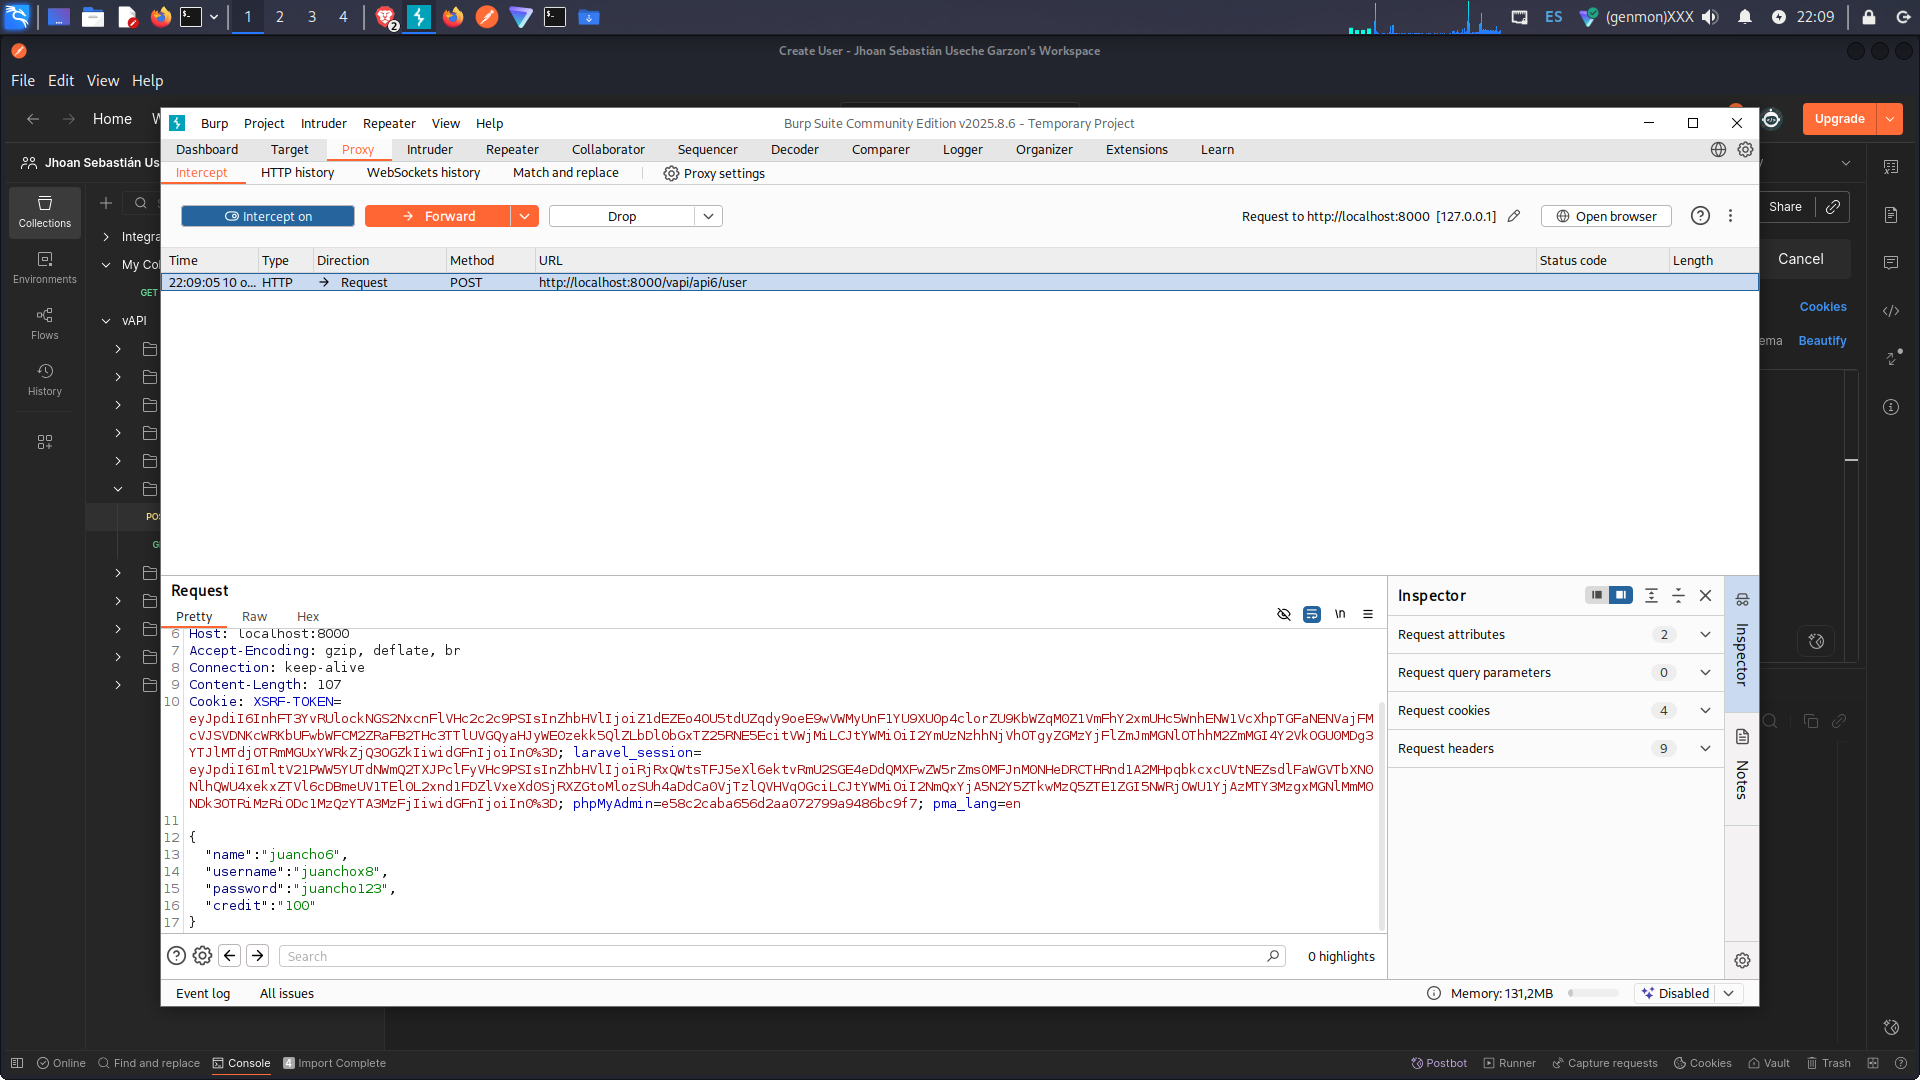 1 2 3 4 2 ES (genmon)XXX 22:09
Create User - Jhoan Sebastián Useche Garzon's Workspace
File Edit View Help
Home W Upgrade
Jhoan Sebastián Us
Collections
Environments
Flows
History
Integra
My Col
GET
vAPI
POS
GE
Share
Cancel
Cookies
ema Beautify
Burp Project Intruder Repeater View Help Burp Suite Community Edition v2025.8.6 - Temporary Project
Dashboard Target Proxy Intruder Repeater Collaborator Sequencer Decoder Comparer Logger Organizer Extensions Learn
Intercept HTTP history WebSockets history Match and replace Proxy settings
Intercept on Forward Drop Request to http://localhost:8000 [127.0.0.1] Open browser
Time Type Direction Method URL Status code Length
22:09:05 10 o... HTTP Request POST http://localhost:8000/vapi/api6/user
Request
Pretty Raw Hex \n
6 Host: localhost:8000
7 Accept-Encoding: gzip, deflate, br
8 Connection: keep-alive
9 Content-Length: 107
10 Cookie: XSRF-TOKEN=
laravel_session=
phpMyAdmin=e58c2caba656d2aa072799a9486bc9f7; pma_lang=en
11
12 {
13 "name":"juancho6",
14 "username":"juanchox8",
15 "password":"juancho123",
16 "credit":"100"
17 }
Search 0 highlights
Inspector
Request attributes 2
Request query parameters 0
Request cookies 4
Request headers 9
Inspector
Notes
Event log All issues Memory: 131,2MB Disabled
Online Find and replace Console 4 Import Complete Postbot Runner Capture requests Cookies Vault Trash